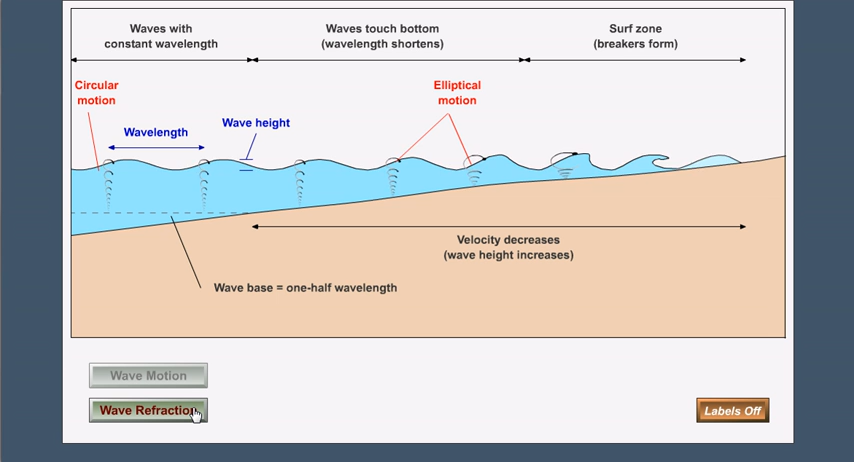 Waves with
constant wavelength
Waves touch bottom
(wavelength shortens)
Surf zone
(breakers form)
Circular
motion
Elliptical
motion
Wavelength
Wave height
Velocity decreases
(wave height increases)
Wave base = one-half wavelength
Wave Motion
Wave Refraction
Labels Off